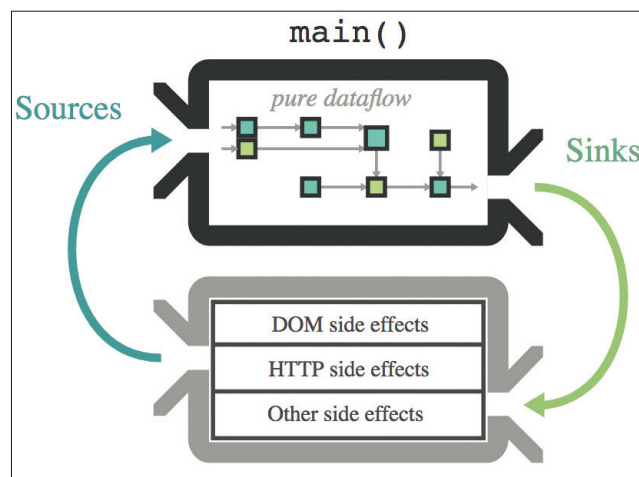 main()
pure dataflow
Sources
Sinks
DOM side effects
HTTP side effects
Other side effects